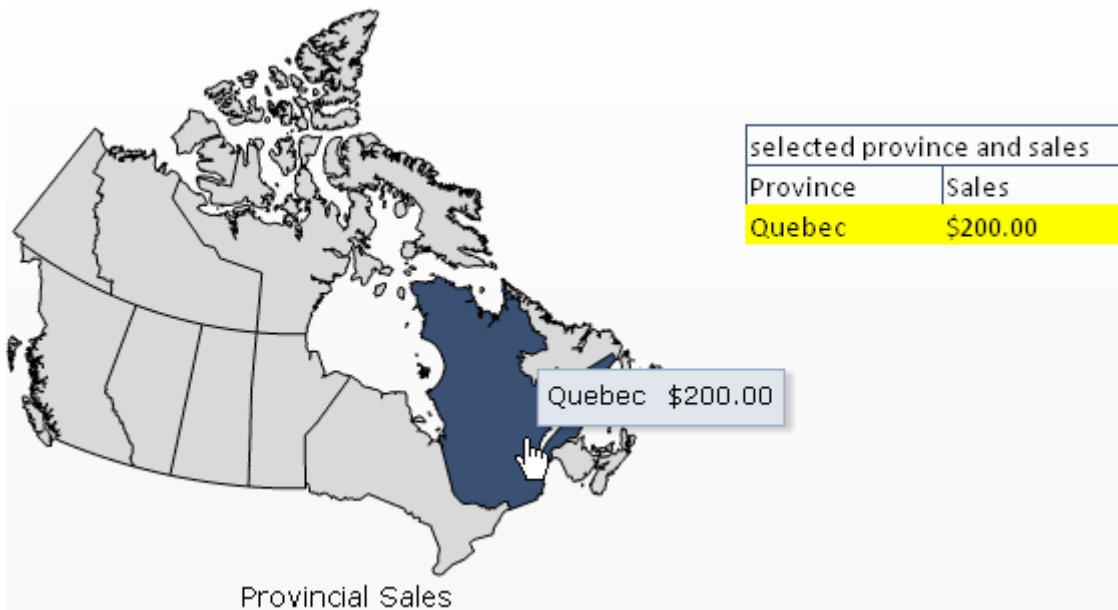 selected province and sales
Province Sales
Quebec $200.00
Quebec $200.00
Provincial Sales